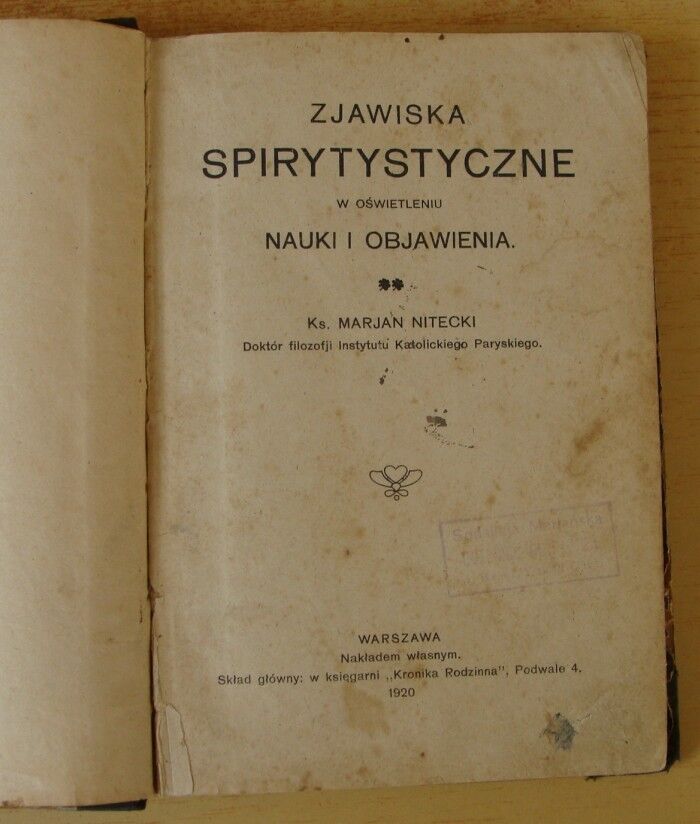 ZJAWISKA
SPIRYTYSTYCZNE
W OŚWIETLENIU
NAUKI I OBJAWIENIA.
Ks. MARJAN NITECKI
Doktór filozofji Instytutu Katolickiego Paryskiego.
WARSZAWA
Nakładem własnym.
Skład główny: w księgarni „Kronika Rodzinna”, Podwale 4.
1920